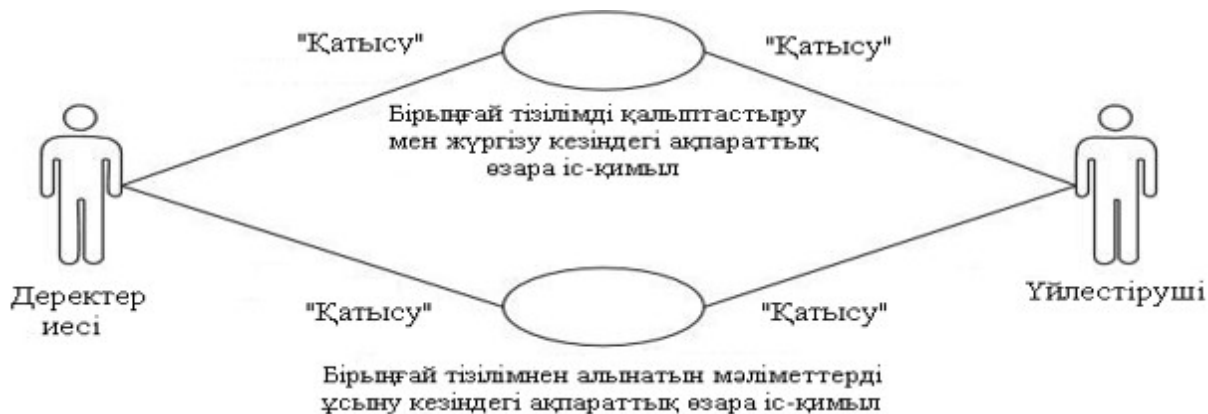 "Қатысу" "Қатысу"
Бірыңғай тізілімді қалыптастыру
мен жүргізу кезіндегі ақпараттық
өзара іс-қимыл
Деректер
иесі
Үйлестіруші
"Қатысу" "Қатысу"
Бірыңғай тізілімнен алынатын мәліметтерді
ұсыну кезіндегі ақпараттық өзара іс-қимыл